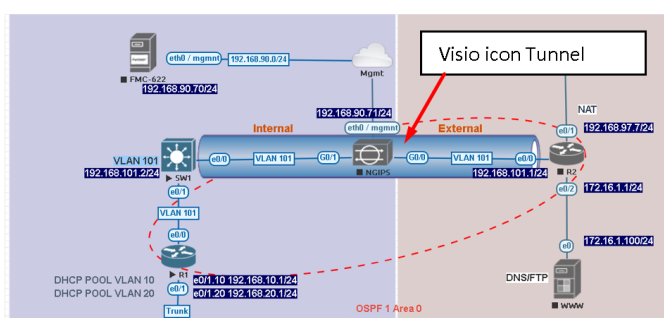 Visio icon Tunnel
eth0 / mgmnt
192.168.90.0/24
Mgmt
FMC-622
192.168.90.70/24
NAT
192.168.90.71/24
eth0 / mgmnt
e0/1
192.168.97.7/24
Internal
External
VLAN 101
192.168.101.2/24
SW1
e0/0
VLAN 101
G0/1
NGIPS
G0/0
VLAN 101
e0/0
192.168.101.1/24
R2
e0/1
e0/2
172.16.1.1/24
VLAN 101
e0/0
e0
172.16.1.100/24
R1
DNS/FTP
DHCP POOL VLAN 10
e0/1.10 192.168.10.1/24
DHCP POOL VLAN 20
e0/1
e0/1.20 192.168.20.1/24
WWW
Trunk
OSPF 1 Area 0